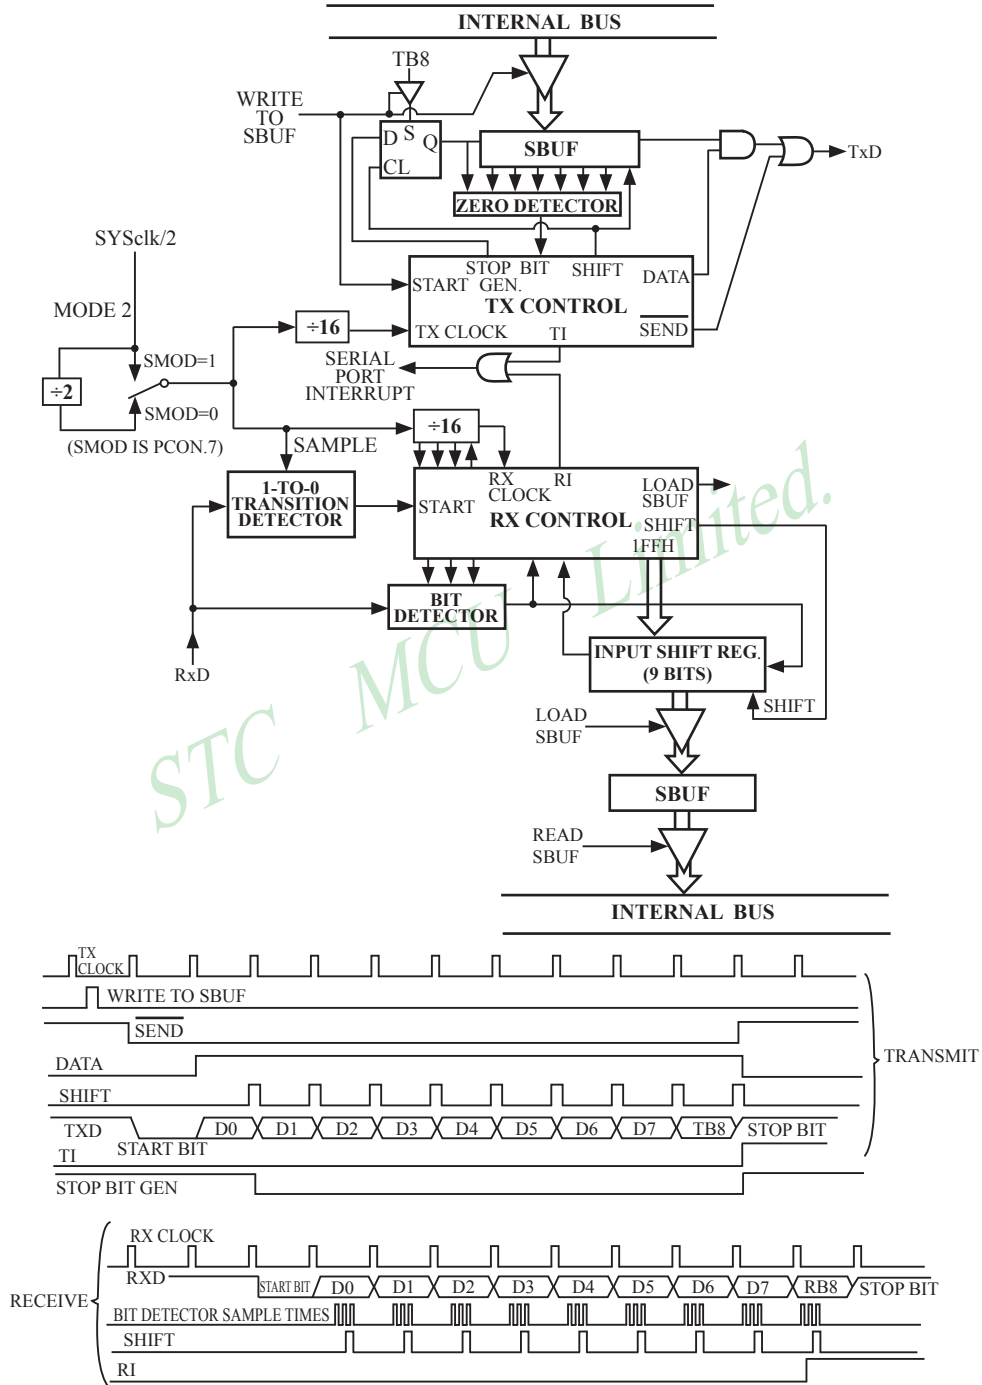 INTERNAL BUS
TB8
WRITE
TO
SBUF
D S Q
CL
SBUF
TxD
ZERO DETECTOR
SYSclk/2
STOP BIT
GEN.
SHIFT
DATA
START
TX CONTROL
MODE 2
÷16
TX CLOCK
TI
SEND
SMOD=1
SERIAL
PORT
INTERRUPT
÷2
SMOD=0
(SMOD IS PCON.7)
SAMPLE
÷16
1-TO-0
TRANSITION
DETECTOR
START
RX
CLOCK
RI
LOAD
SBUF
RX CONTROL
SHIFT
1FFH
BIT
DETECTOR
RxD
INPUT SHIFT REG.
(9 BITS)
SHIFT
LOAD
SBUF
SBUF
READ
SBUF
INTERNAL BUS
STC MCU Limited.
TX
CLOCK
WRITE TO SBUF
SEND
DATA
TRANSMIT
SHIFT
TXD
START BIT
D0 D1 D2 D3 D4 D5 D6 D7 TB8 STOP BIT
TI
STOP BIT GEN
RX CLOCK
RXD
START BIT D0 D1 D2 D3 D4 D5 D6 D7 RB8 STOP BIT
RECEIVE
BIT DETECTOR SAMPLE TIMES
SHIFT
RI